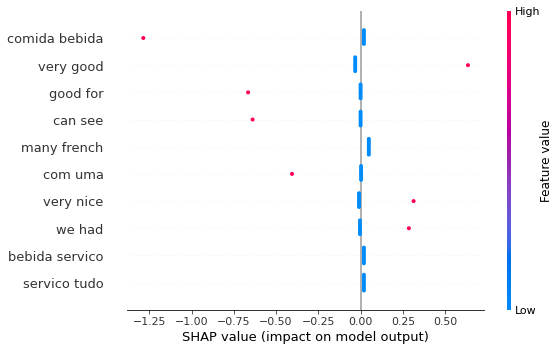 High
comida bebida
very good
good for
can see
many french
com uma
very nice
we had
bebida servico
servico tudo
Feature value
Low
−1.25 −1.00 −0.75 −0.50 −0.25 0.00 0.25 0.50
SHAP value (impact on model output)